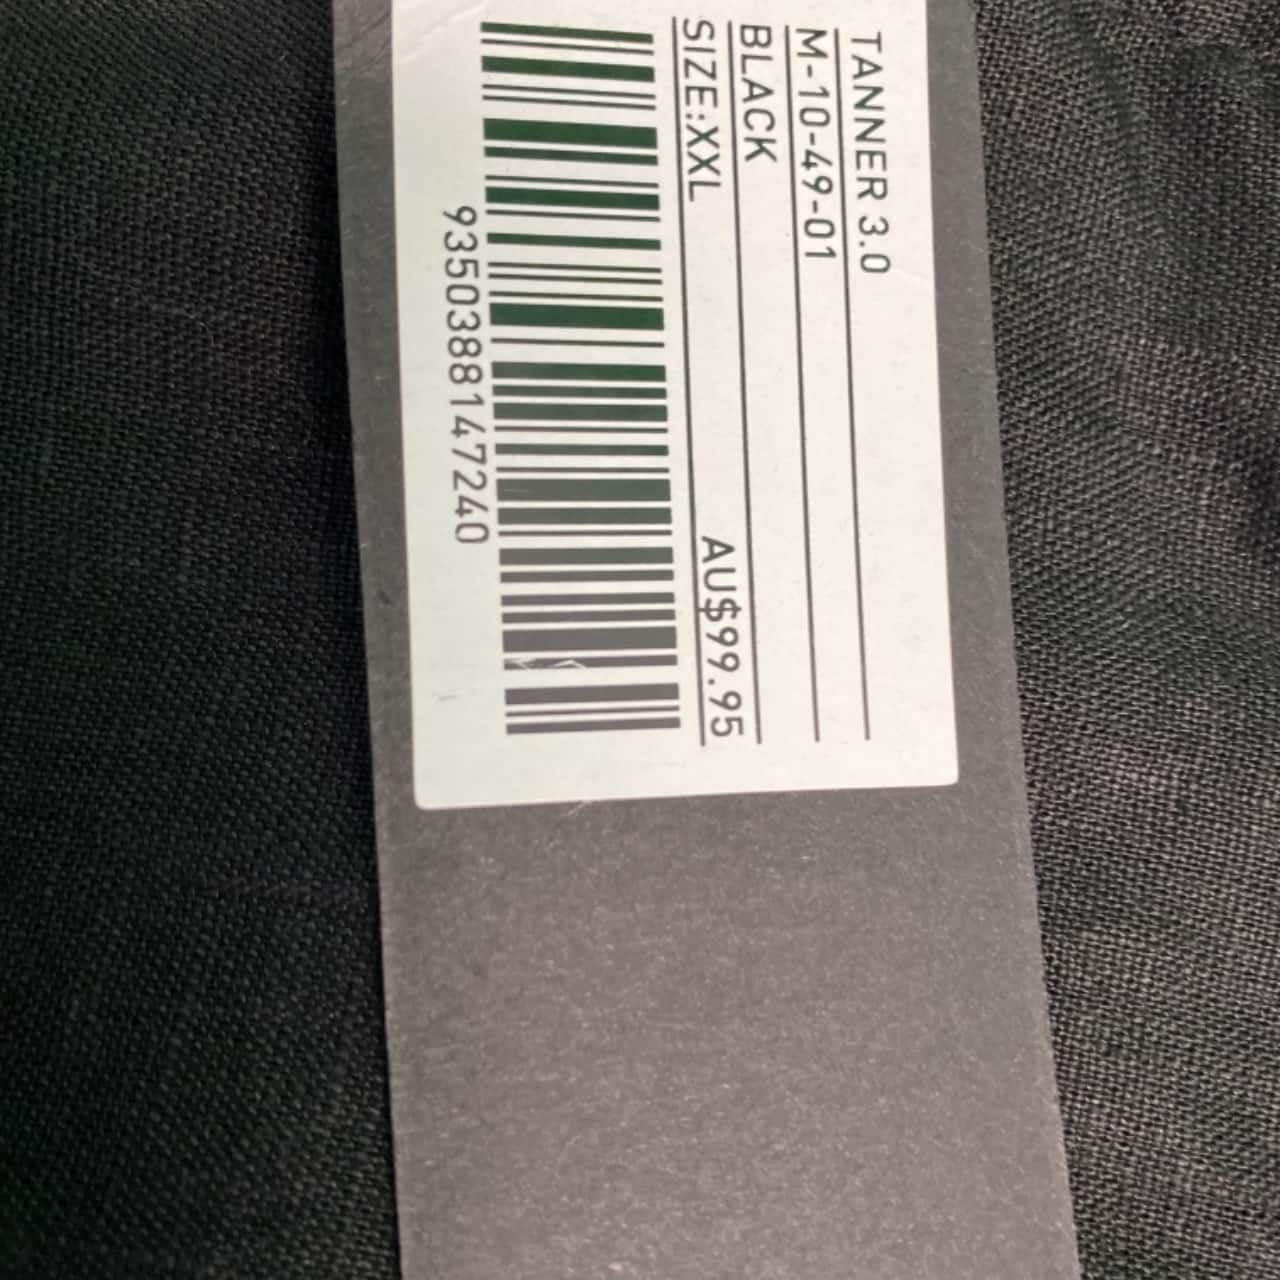 TANNER 3.0
M-10-49-01
BLACK
SIZE:XXL AU$99.95
9350388147240